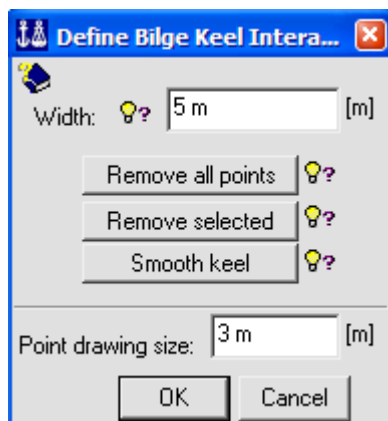 Define Bilge Keel Intera...
Width: ? 5 m [m]
Remove all points ?
Remove selected ?
Smooth keel ?
Point drawing size: 3 m [m]
OK Cancel